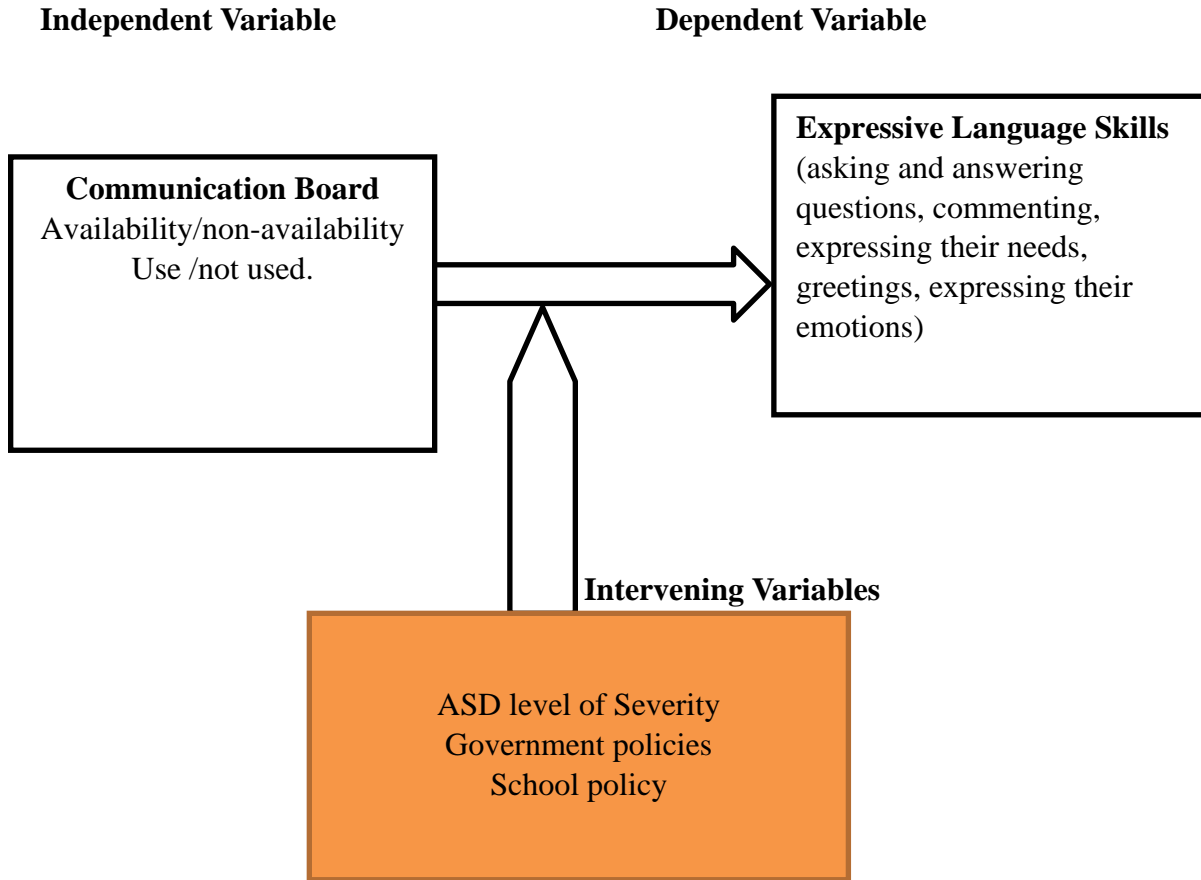 Independent Variable
Dependent Variable
Communication Board
Availability/non-availability
Use /not used.
Expressive Language Skills
(asking and answering
questions, commenting,
expressing their needs,
greetings, expressing their
emotions)
Intervening Variables
ASD level of Severity
Government policies
School policy